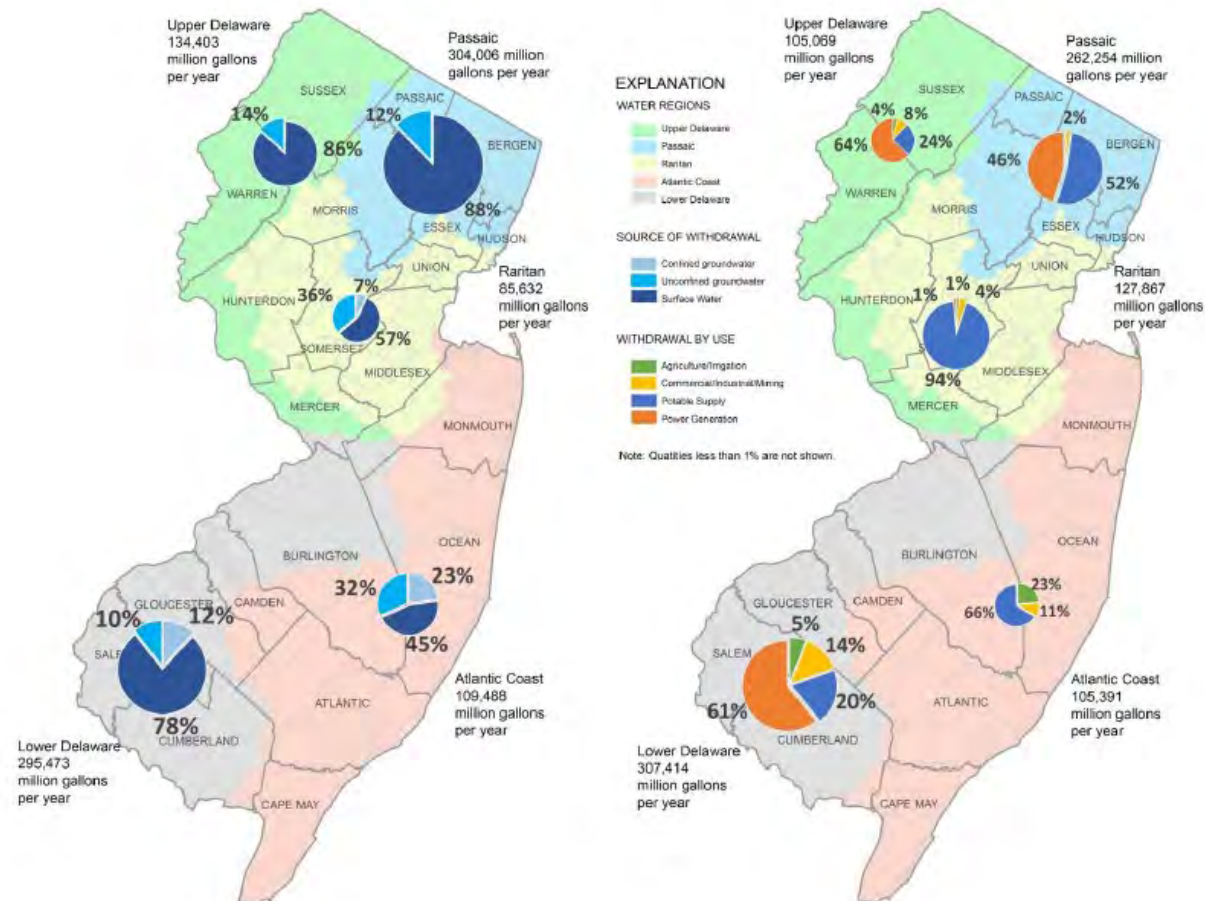 Upper Delaware
134,403
million gallons
per year
Passaic
304,006 million
gallons per year
SUSSEX
PASSAIC
BERGEN
14%
86%
12%
88%
WARREN
MORRIS
ESSEX
HUDSON
UNION
HUNTERDON
36%
7%
57%
SOMERSET
MIDDLESEX
MERCER
Raritan
85,632
million gallons
per year
MONMOUTH
OCEAN
BURLINGTON
32%
23%
45%
GLOUCESTER
CAMDEN
10%
12%
78%
ATLANTIC
CUMBERLAND
CAPE MAY
Atlantic Coast
109,488
million gallons
per year
Lower Delaware
295,473
million gallons
per year
EXPLANATION
WATER REGIONS
Upper Delaware
Passaic
Raritan
Atlantic Coast
Lower Delaware
SOURCE OF WITHDRAWAL
Confined groundwater
Unconfined groundwater
Surface Water
WITHDRAWAL BY USE
Agriculture/Irrigation
Commercial/Industrial/Mining
Potable Supply
Power Generation
Note: Quatities less than 1% are not shown.
Upper Delaware
105,069
million gallons
per year
Passaic
262,254 million
gallons per year
SUSSEX
PASSAIC
BERGEN
4%
8%
64%
24%
2%
46%
52%
WARREN
MORRIS
ESSEX
HUDSON
UNION
HUNTERDON
1%
1%
4%
94%
MIDDLESEX
MERCER
Raritan
127,867
million gallons
per year
MONMOUTH
OCEAN
BURLINGTON
23%
66%
11%
GLOUCESTER
CAMDEN
SALEM
5%
14%
61%
20%
ATLANTIC
CUMBERLAND
CAPE MAY
Atlantic Coast
105,391
million gallons
per year
Lower Delaware
307,414
million gallons
per year